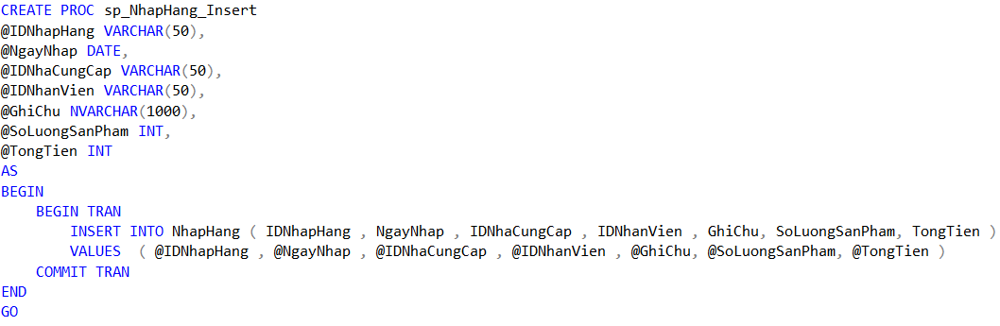 CREATE PROC sp_NhapHang_Insert
@IDNhapHang VARCHAR(50),
@NgayNhap DATE,
@IDNhaCungCap VARCHAR(50),
@IDNhanVien VARCHAR(50),
@GhiChu NVARCHAR(1000),
@SoLuongSanPham INT,
@TongTien INT
AS
BEGIN
    BEGIN TRAN
        INSERT INTO NhapHang ( IDNhapHang , NgayNhap , IDNhaCungCap , IDNhanVien , GhiChu, SoLuongSanPham, TongTien )
        VALUES  ( @IDNhapHang , @NgayNhap , @IDNhaCungCap , @IDNhanVien , @GhiChu, @SoLuongSanPham, @TongTien )
    COMMIT TRAN
END
GO